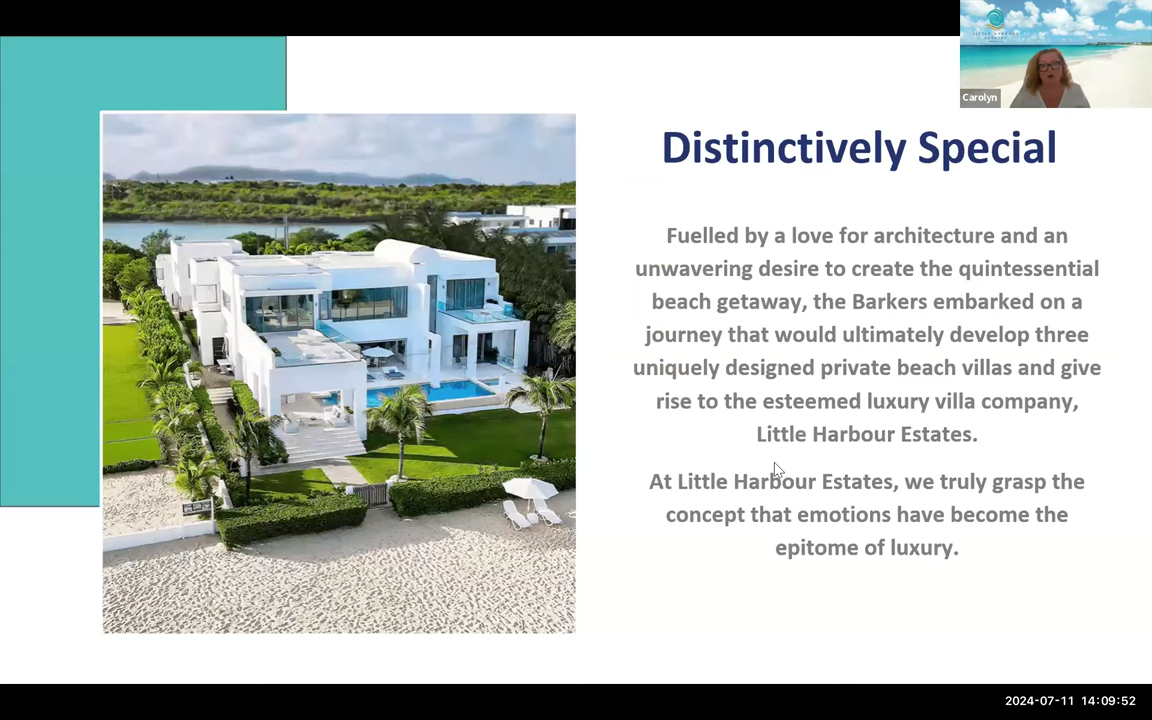 Distinctively Special
Fuelled by a love for architecture and an
unwavering desire to create the quintessential
beach getaway, the Barkers embarked on a
journey that would ultimately develop three
uniquely designed private beach villas and give
rise to the esteemed luxury villa company,
Little Harbour Estates.
At Little Harbour Estates, we truly grasp the
concept that emotions have become the
epitome of luxury.
LITTLE HARBOUR
ESTATES
Carolyn
2024-07-11 14:09:52